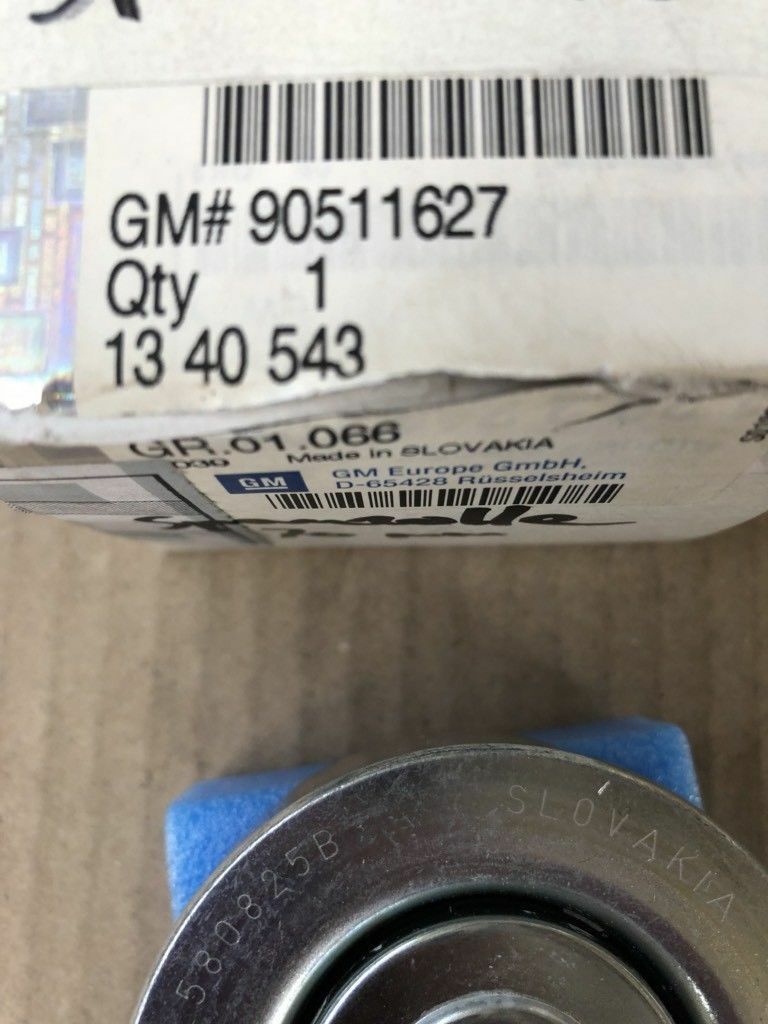 GM# 90511627
Qty 1
13 40 543
GR.01.066
Made in SLOVAKIA
GM
GM Europe GmbH,
D-65428 Rüsselsheim
580825B
SLOVAKIA